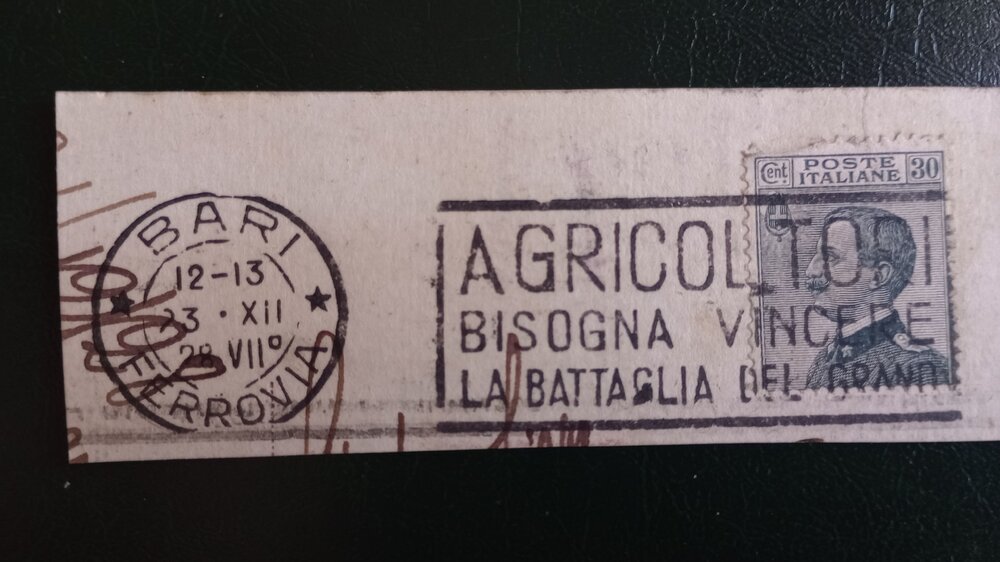 BARI
12-13
23 · XII
28 VII°
FERROVIA
Cent. POSTE ITALIANE 30
AGRICOLTORI
BISOGNA VINCERE
LA BATTAGLIA DEL GRANO